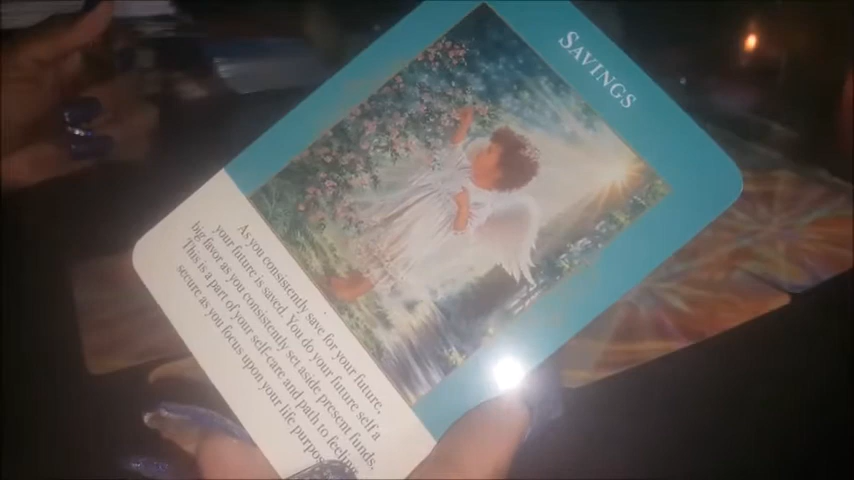 SAVINGS
As you consistently save for your future,
your future is saved. You do your future self a
big favor as you consistently set aside present funds.
This is a part of your self-care and path to feeling
secure as you focus upon your life